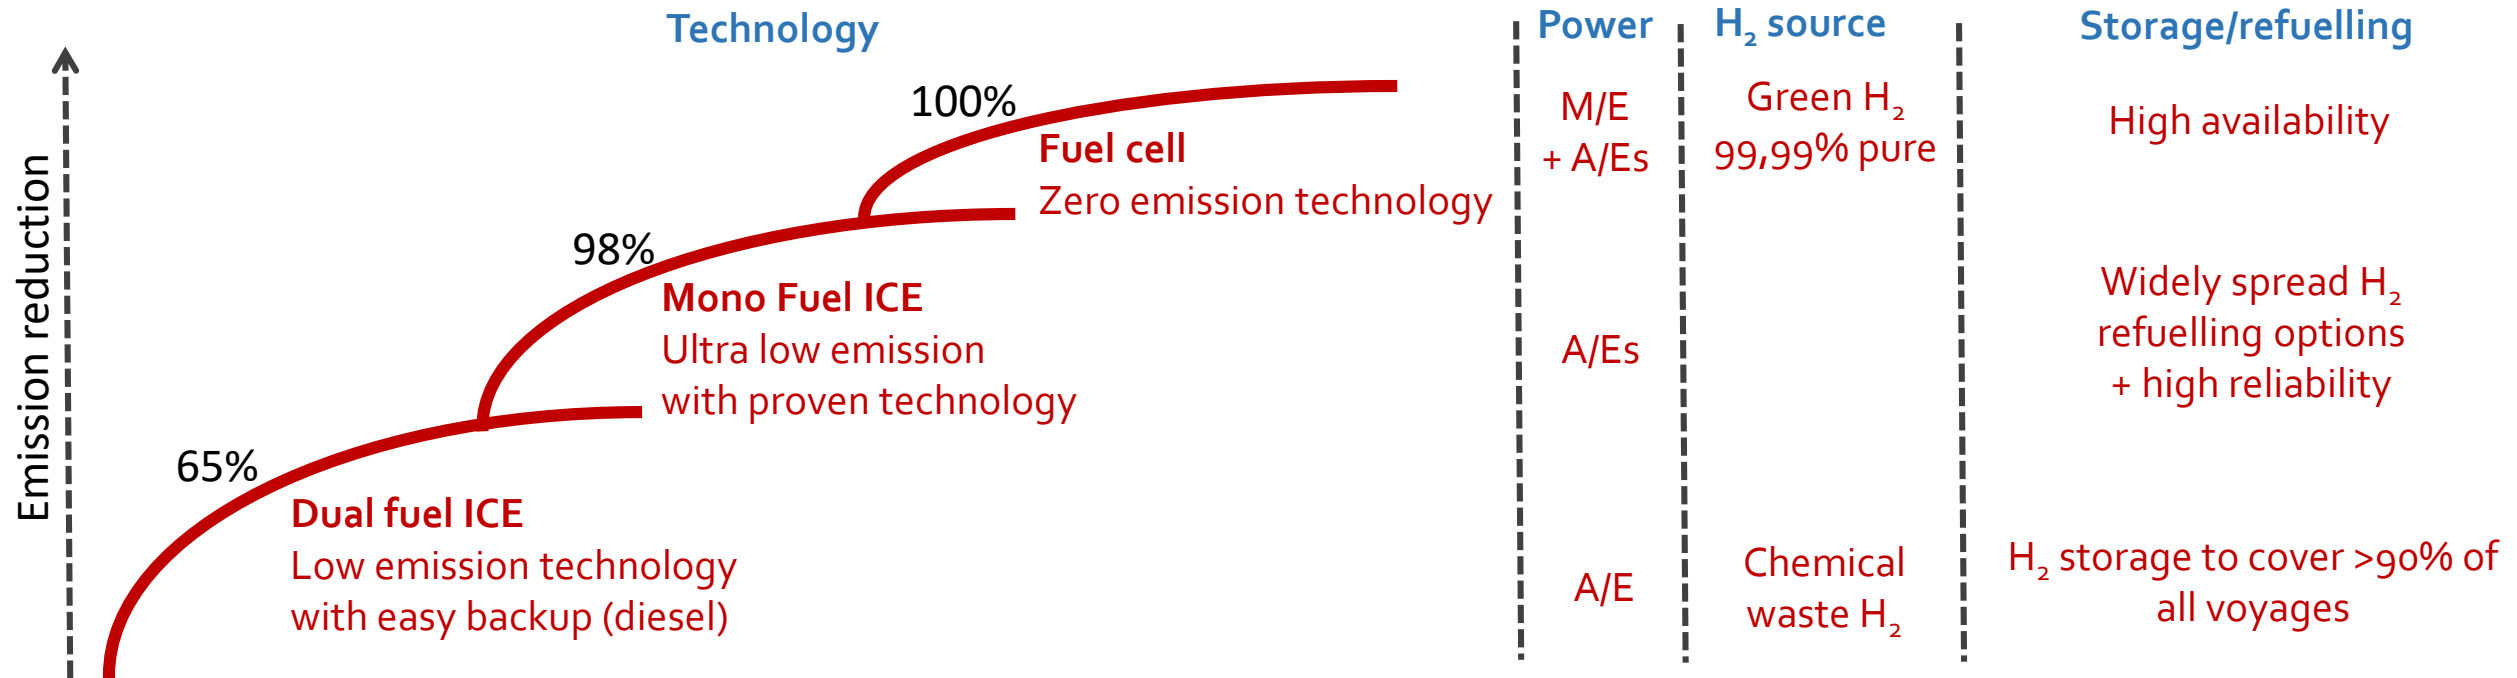 Technology
Power
H₂ source
Storage/refuelling
Emission reduction
100%
Fuel cell
Zero emission technology
M/E
+ A/Es
Green H₂
99,99% pure
High availability
98%
Mono Fuel ICE
Ultra low emission
with proven technology
A/Es
Widely spread H₂
refuelling options
+ high reliability
65%
Dual fuel ICE
Low emission technology
with easy backup (diesel)
A/E
Chemical
waste H₂
H₂ storage to cover >90% of
all voyages